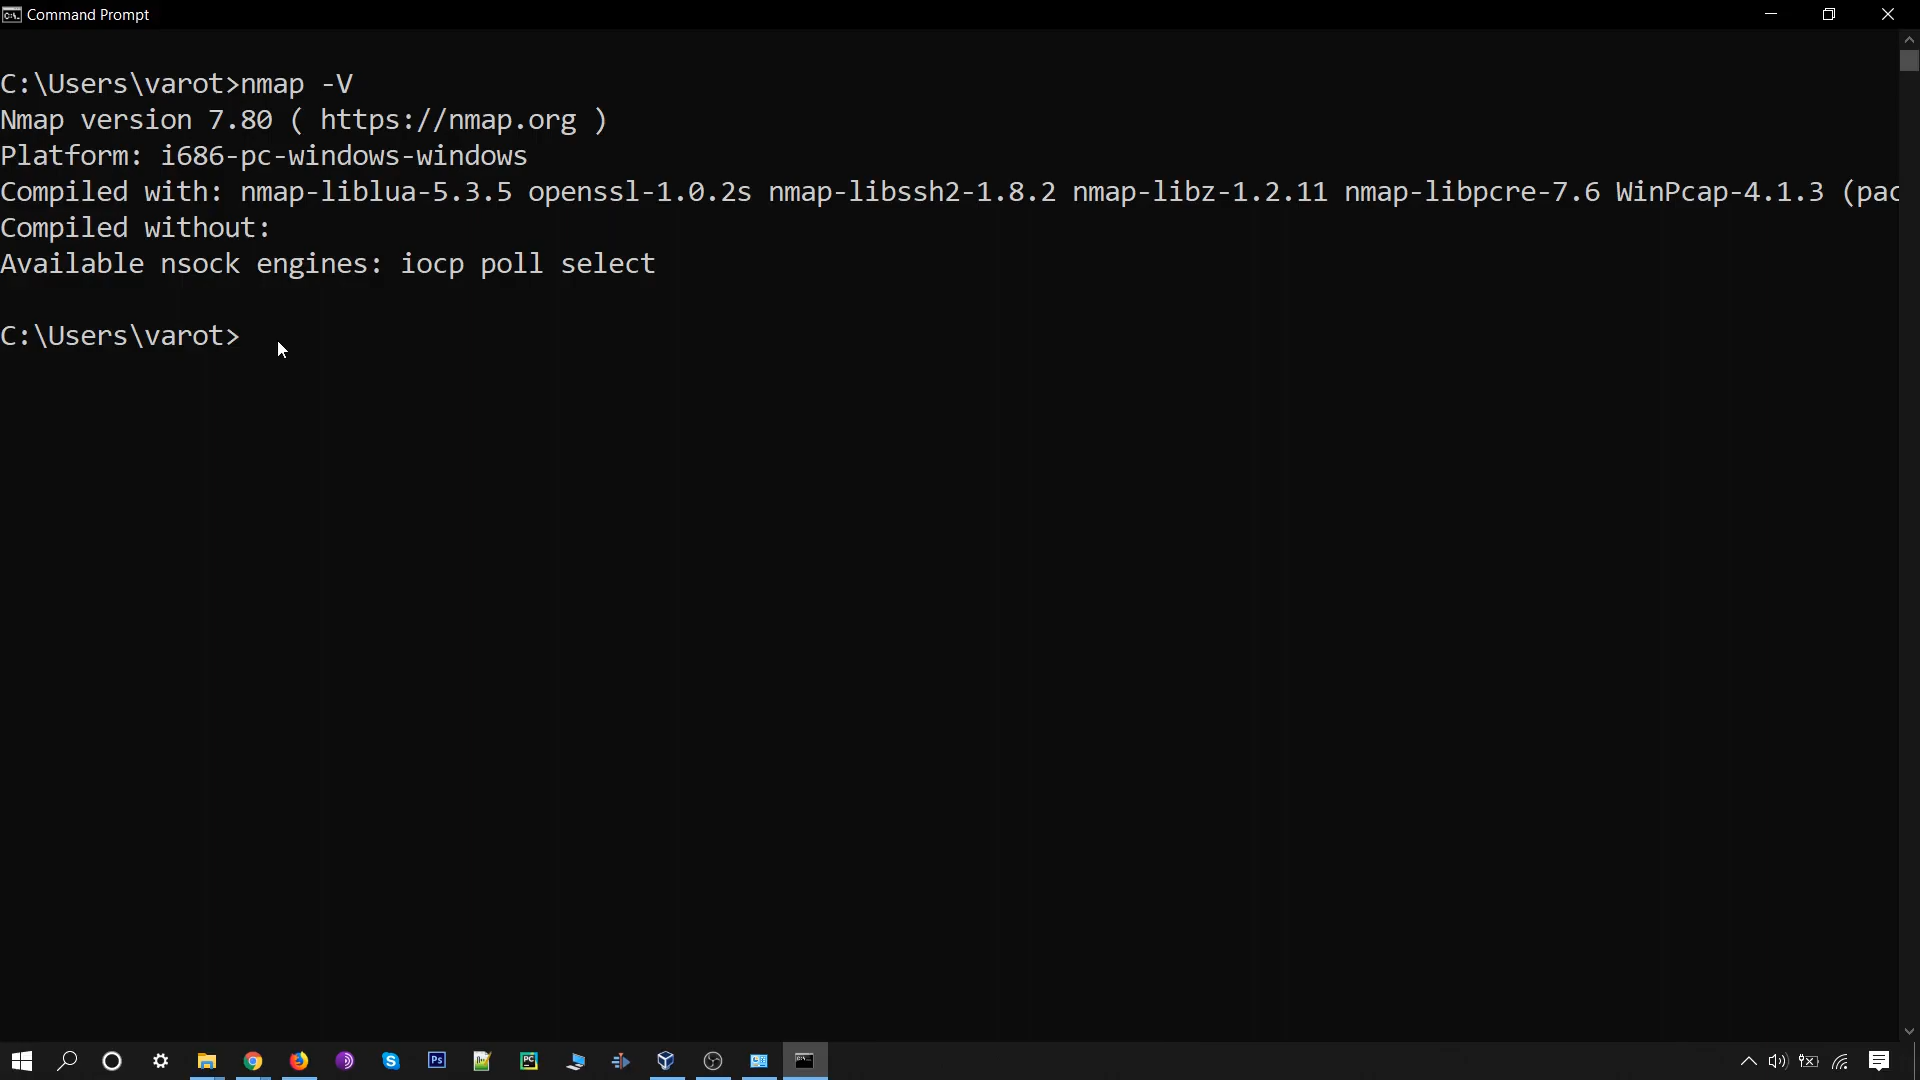 Command Prompt
C:\Users\varot>nmap -V
Nmap version 7.80 ( https://nmap.org )
Platform: i686-pc-windows-windows
Compiled with: nmap-liblua-5.3.5 openssl-1.0.2s nmap-libssh2-1.8.2 nmap-libz-1.2.11 nmap-libpcre-7.6 WinPcap-4.1.3 (pac
Compiled without:
Available nsock engines: iocp poll select
C:\Users\varot>
Ps
PC